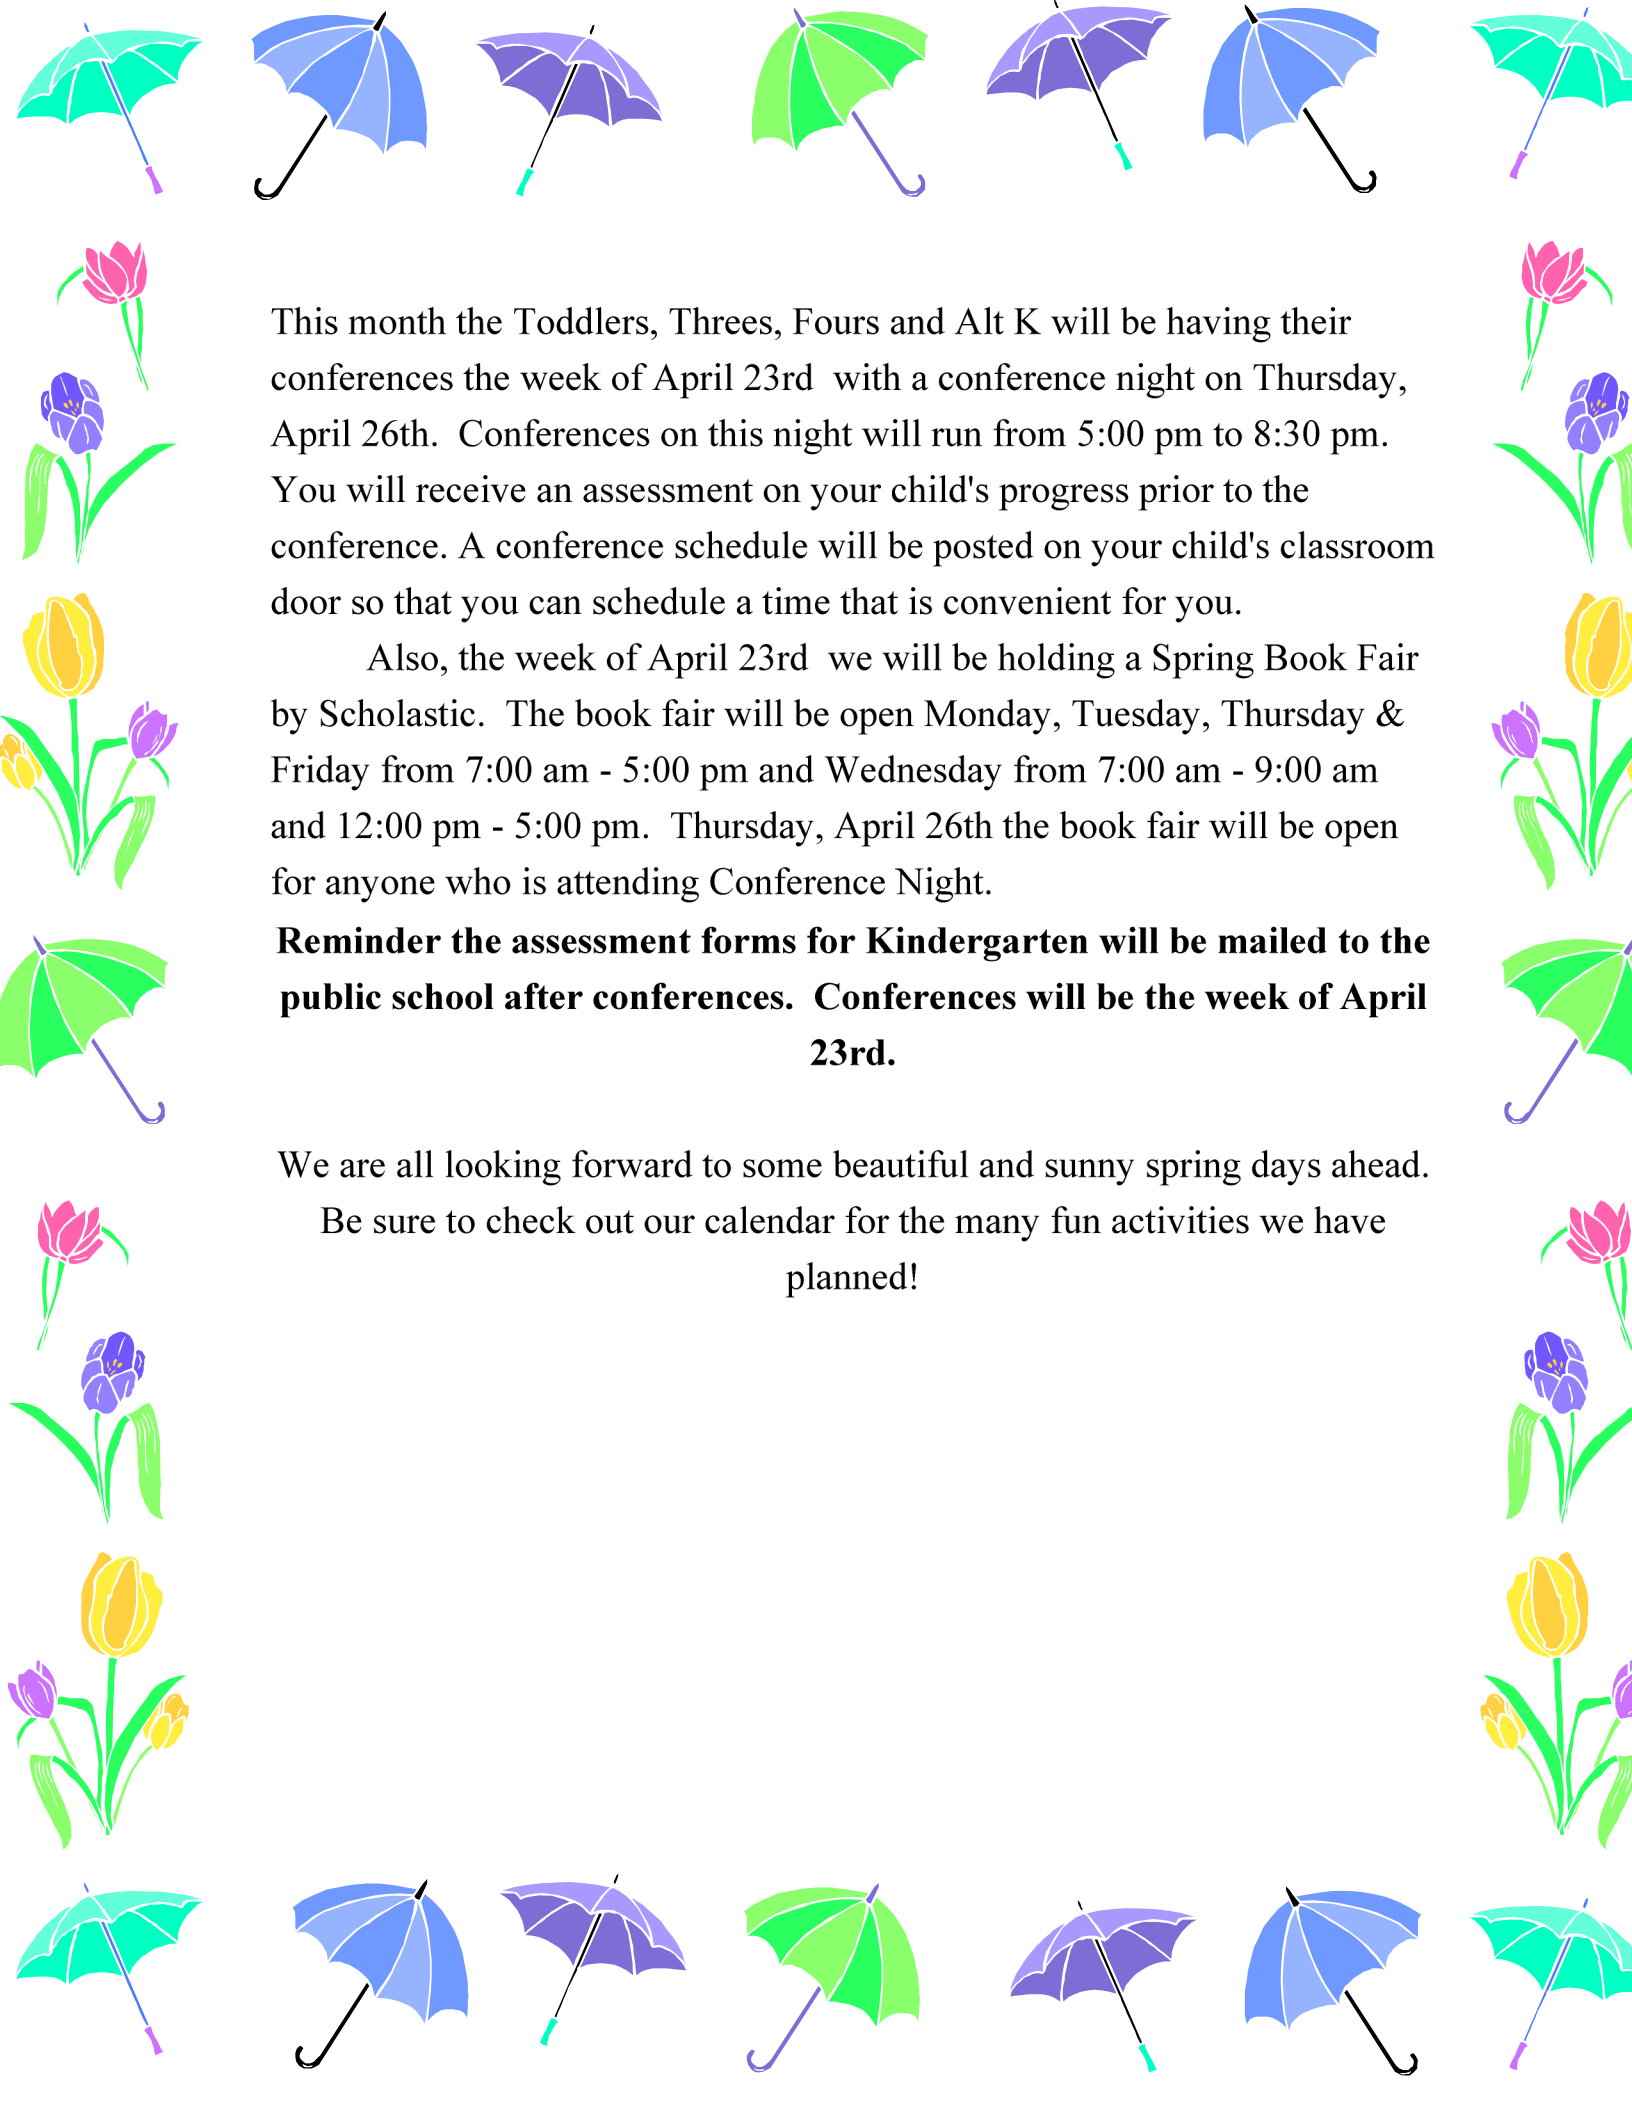 This month the Toddlers, Threes, Fours and Alt K will be having their
conferences the week of April 23rd  with a conference night on Thursday,
April 26th.  Conferences on this night will run from 5:00 pm to 8:30 pm.
You will receive an assessment on your child's progress prior to the
conference. A conference schedule will be posted on your child's classroom
door so that you can schedule a time that is convenient for you.
Also, the week of April 23rd  we will be holding a Spring Book Fair
by Scholastic.  The book fair will be open Monday, Tuesday, Thursday &
Friday from 7:00 am - 5:00 pm and Wednesday from 7:00 am - 9:00 am
and 12:00 pm - 5:00 pm.  Thursday, April 26th the book fair will be open
for anyone who is attending Conference Night.
Reminder the assessment forms for Kindergarten will be mailed to the
public school after conferences.  Conferences will be the week of April
23rd.
We are all looking forward to some beautiful and sunny spring days ahead.
Be sure to check out our calendar for the many fun activities we have
planned!